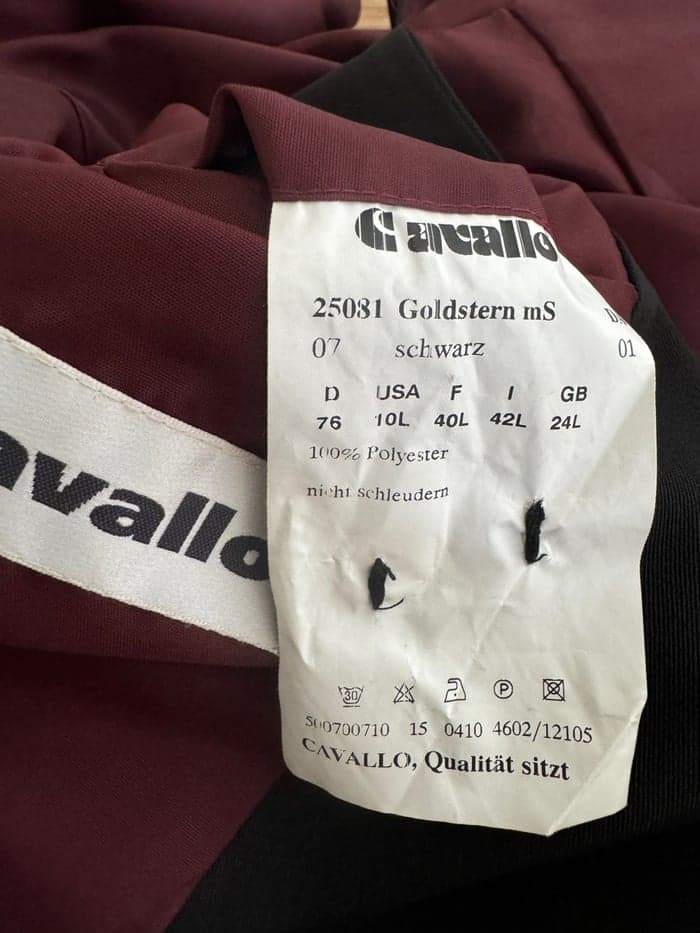 Cavallo
25081 Goldstern mS
07 schwarz 01
D USA F I GB
76 10L 40L 42L 24L
100% Polyester
nicht schleudern
30 P
S00700710 15 0410 4602/12105
CAVALLO, Qualität sitzt
avallo